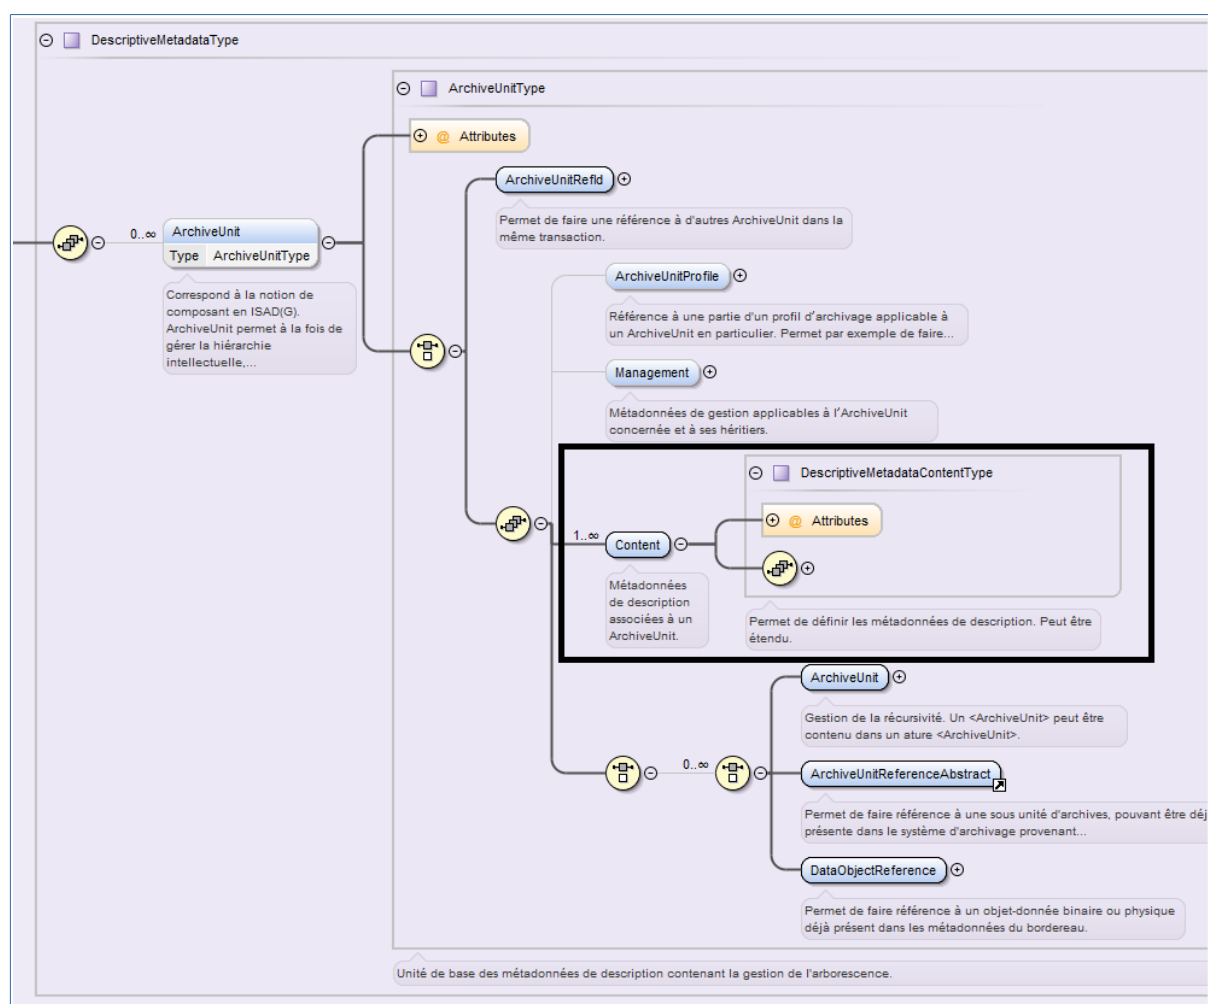 DescriptiveMetadataType
ArchiveUnitType
@ Attributes
ArchiveUnitRefId
Permet de faire une référence à d'autres ArchiveUnit dans la
même transaction.
0..∞
ArchiveUnit
Type ArchiveUnitType
Correspond à la notion de
composant en ISAD(G).
ArchiveUnit permet à la fois de
gérer la hiérarchie
intellectuelle,...
ArchiveUnitProfile
Référence à une partie d'un profil d'archivage applicable à
un ArchiveUnit en particulier. Permet par exemple de faire...
Management
Métadonnées de gestion applicables à l'ArchiveUnit
concernée et à ses héritiers.
DescriptiveMetadataContentType
@ Attributes
1..∞
Content
Métadonnées
de description
associées à un
ArchiveUnit.
Permet de définir les métadonnées de description. Peut être
étendu.
ArchiveUnit
Gestion de la récursivité. Un <ArchiveUnit> peut être
contenu dans un ature <ArchiveUnit>.
0..∞
ArchiveUnitReferenceAbstract
Permet de faire référence à une sous unité d'archives, pouvant être déj
présente dans le système d'archivage provenant...
DataObjectReference
Permet de faire référence à un objet-donnée binaire ou physique
déjà présent dans les métadonnées du bordereau.
Unité de base des métadonnées de description contenant la gestion de l'arborescence.